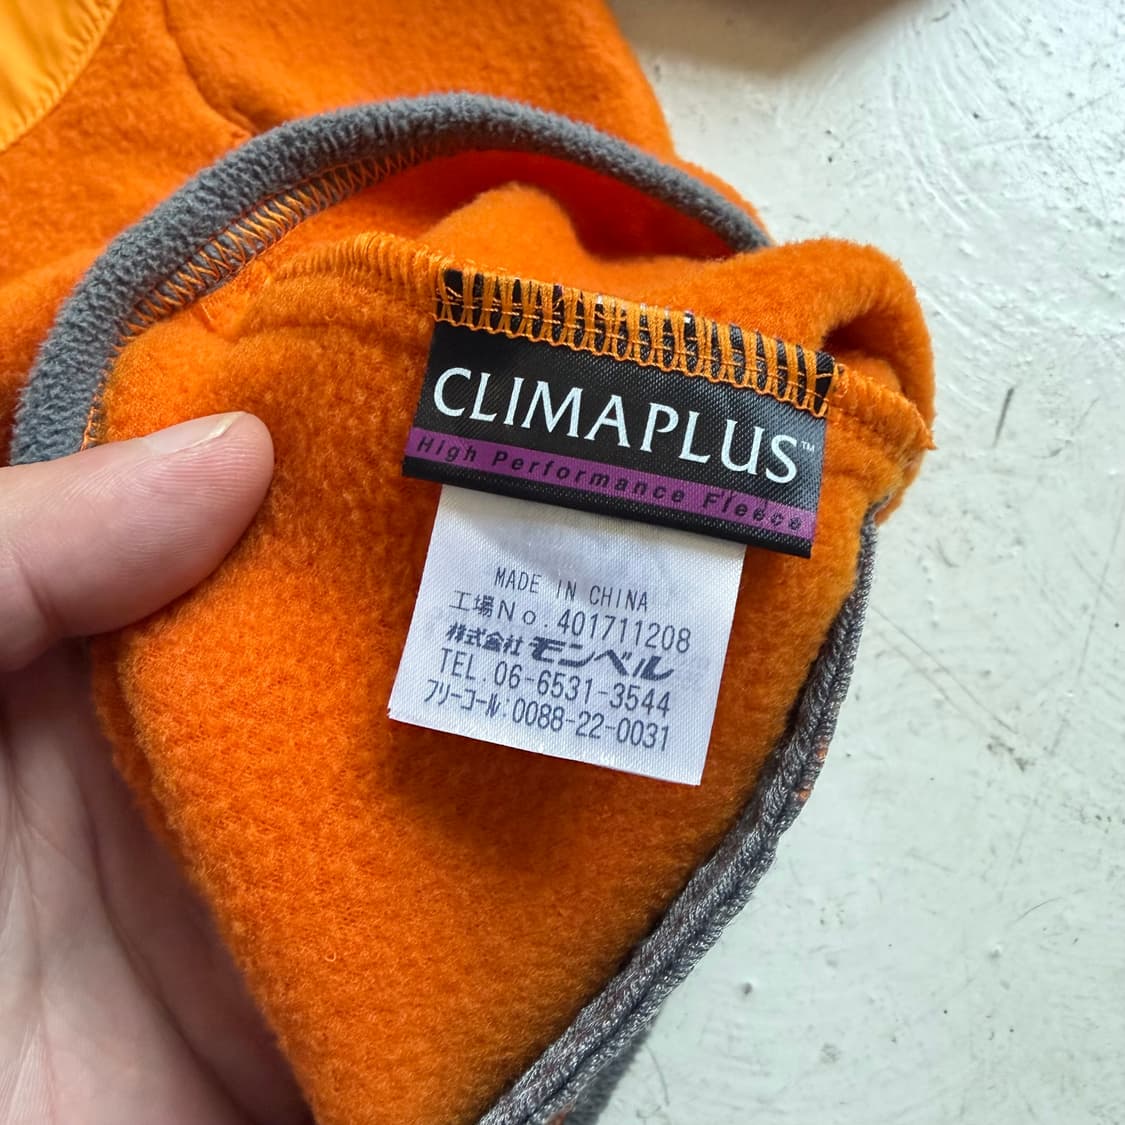 CLIMAPLUS™
High Performance Fleece
MADE IN CHINA
工場No.401711208
株式会社モンベル
TEL.06-6531-3544
フリーコール:0088-22-0031